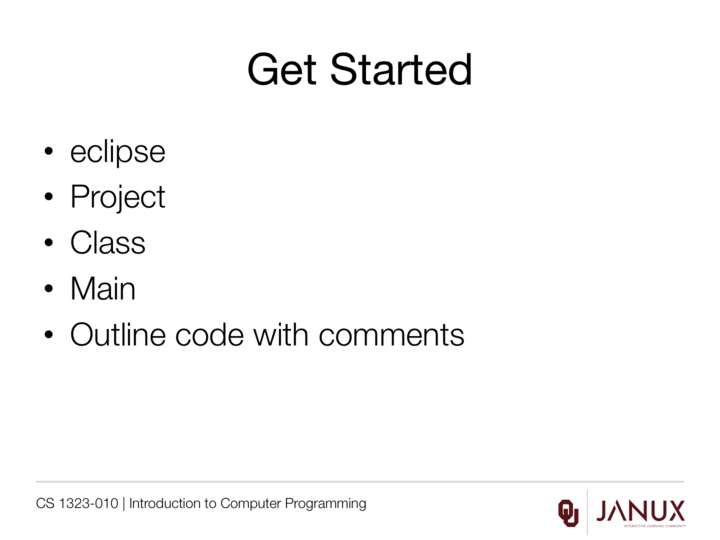 Get Started
• eclipse
• Project
• Class
• Main
• Outline code with comments
CS 1323-010 | Introduction to Computer Programming
OU JANUX
INTERACTIVE LEARNING COMMUNITY